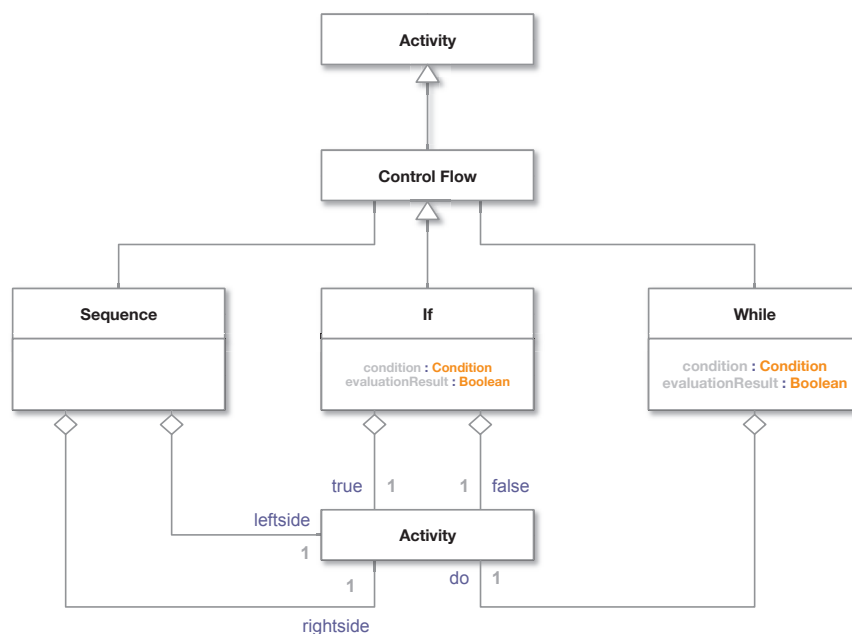 Activity
Control Flow
Sequence
If
While
condition : Condition
evaluationResult : Boolean
condition : Condition
evaluationResult : Boolean
true
1
1
false
leftside
1
Activity
1
do
1
rightside